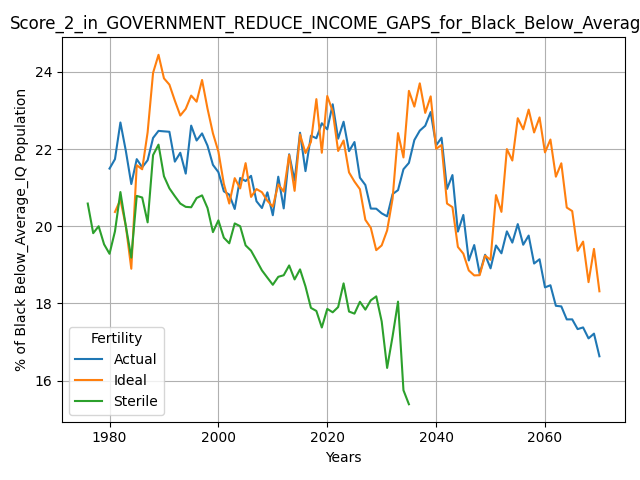 Score_2_in_GOVERNMENT_REDUCE_INCOME_GAPS_for_Black_Below_Averag
% of Black Below_Average_IQ Population
24
22
20
18
16
Fertility
Actual
Ideal
Sterile
1980
2000
2020
2040
2060
Years